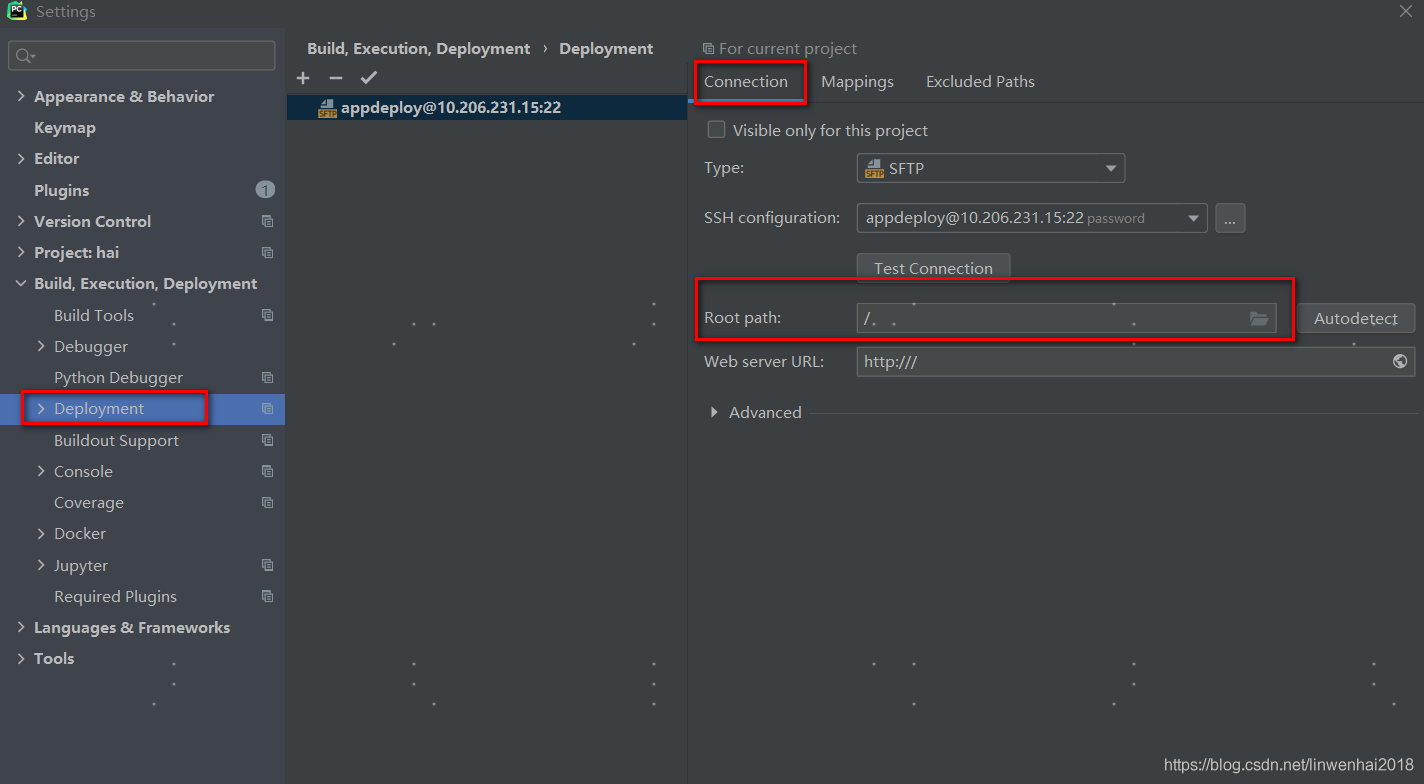 PC Settings
Appearance & Behavior
Keymap
Editor
Plugins 1
Version Control
Project: hai
Build, Execution, Deployment
Build Tools
Debugger
Python Debugger
Deployment
Buildout Support
Console
Coverage
Docker
Jupyter
Required Plugins
Languages & Frameworks
Tools
Build, Execution, Deployment › Deployment
SFTP appdeploy@10.206.231.15:22
For current project
Connection Mappings Excluded Paths
Visible only for this project
Type: SFTP SFTP
SSH configuration: appdeploy@10.206.231.15:22 password ...
Test Connection
Root path: / Autodetect
Web server URL: http:///
Advanced
https://blog.csdn.net/linwenhai2018